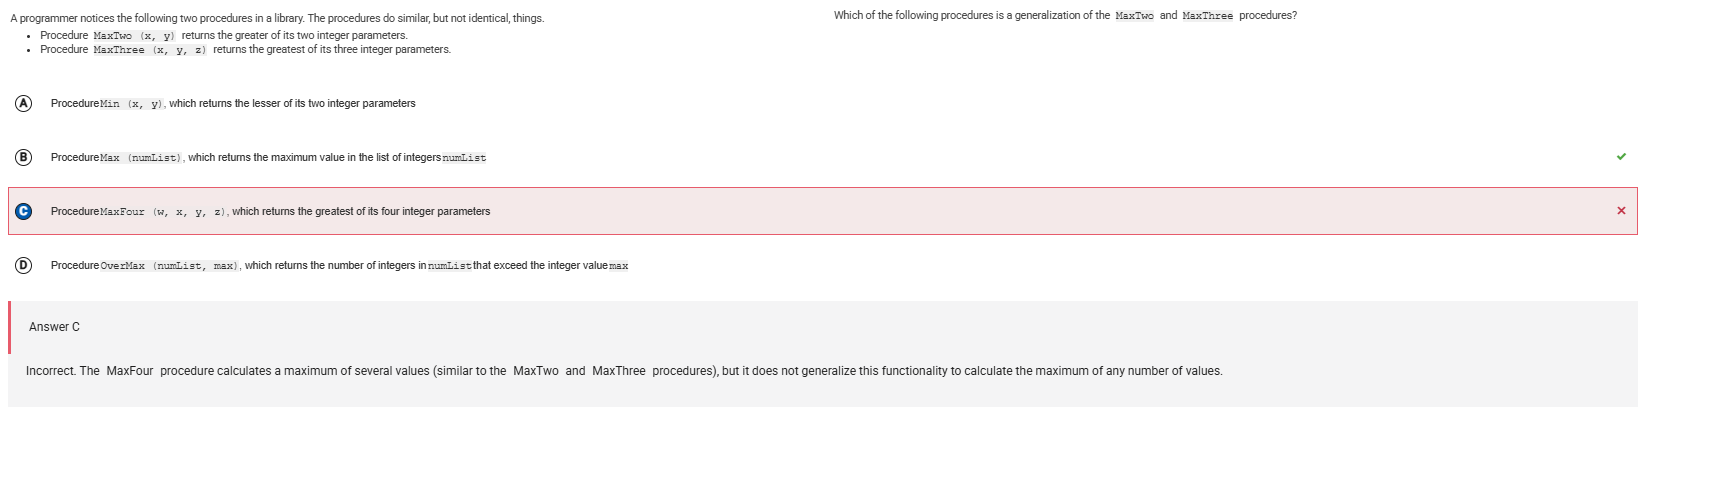 A programmer notices the following two procedures in a library. The procedures do similar, but not identical, things.
• Procedure MaxTwo (x, y) returns the greater of its two integer parameters.
• Procedure MaxThree (x, y, z) returns the greatest of its three integer parameters.
Which of the following procedures is a generalization of the MaxTwo and MaxThree procedures?
A Procedure Min (x, y), which returns the lesser of its two integer parameters
B Procedure Max (numList), which returns the maximum value in the list of integers numList
C Procedure MaxFour (w, x, y, z), which returns the greatest of its four integer parameters
D Procedure OverMax (numList, max), which returns the number of integers in numList that exceed the integer value max
Answer C
Incorrect. The MaxFour procedure calculates a maximum of several values (similar to the MaxTwo and MaxThree procedures), but it does not generalize this functionality to calculate the maximum of any number of values.